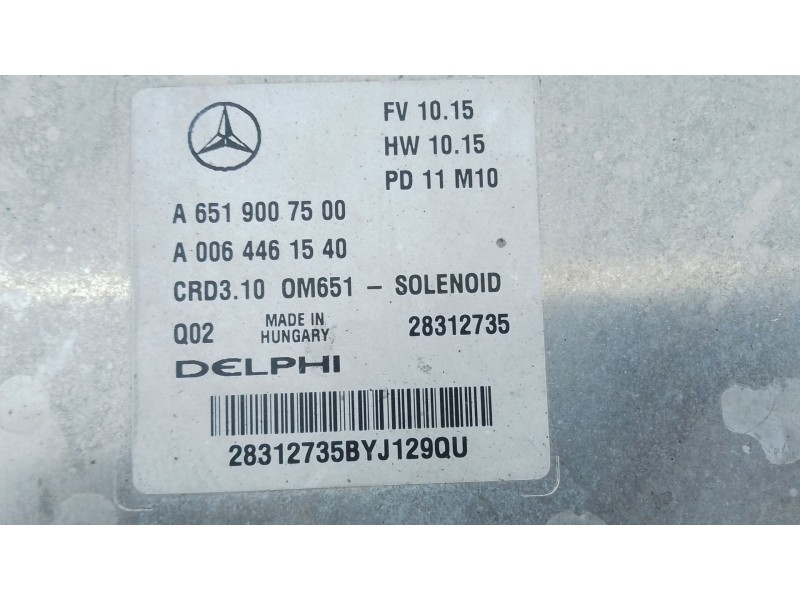 FV 10.15
HW 10.15
PD 11 M10
A 651 900 75 00
A 006 446 15 40
CRD3.10 OM651 – SOLENOID
Q02 MADE IN HUNGARY 28312735
DELPHI
28312735BYJ129QU